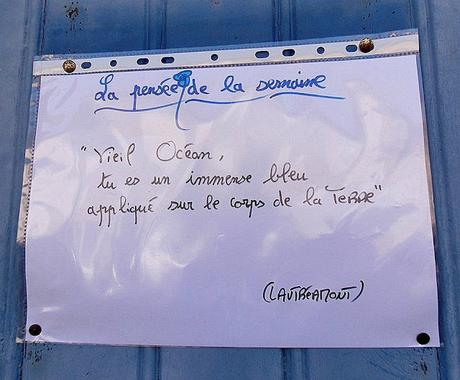 La pensée de la semaine
"Vieil Océan,
tu es un immense bleu
appliqué sur le corps de la TERRE"
(LAUTRÉAMONT)